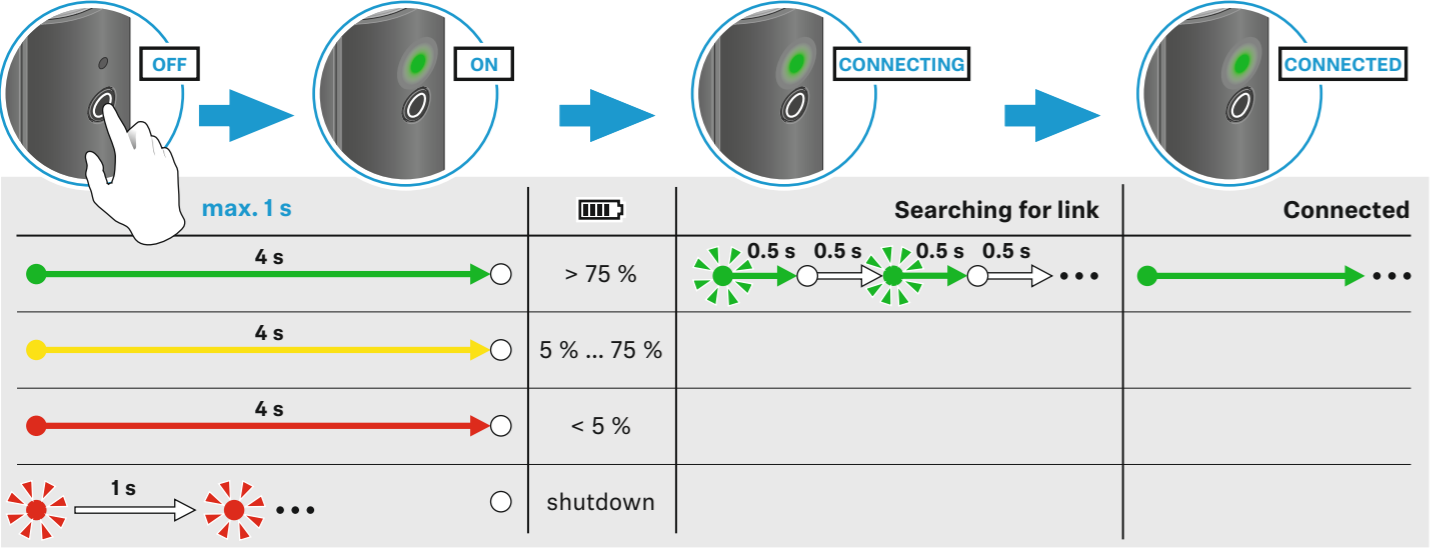 OFF
ON
CONNECTING
CONNECTED
max. 1 s
Searching for link
Connected
4 s
> 75 %
0.5 s 0.5 s 0.5 s 0.5 s
4 s
5 % ... 75 %
4 s
< 5 %
1 s
shutdown